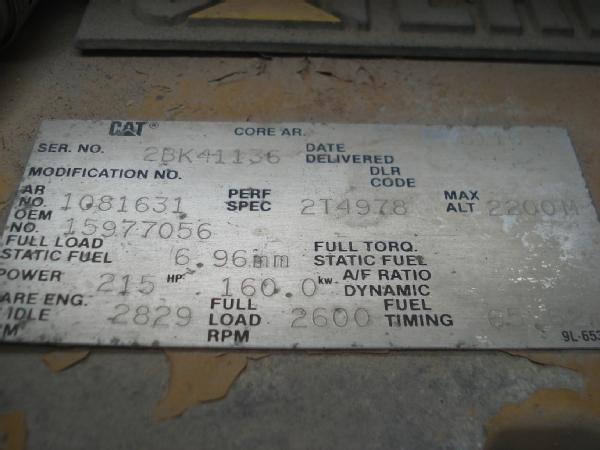 CAT® CORE AR.
SER. NO. 2BK41136 DATE DELIVERED
MODIFICATION NO. DLR CODE
AR NO. 1081631 PERF SPEC 2T4978 MAX ALT 2200M
OEM NO. 15977056
FULL LOAD STATIC FUEL 6.96mm FULL TORQ. STATIC FUEL
POWER 215 HP 160.0 kw A/F RATIO DYNAMIC
ARE ENG. IDLE 2829 FULL LOAD RPM 2600 FUEL TIMING
9L-653